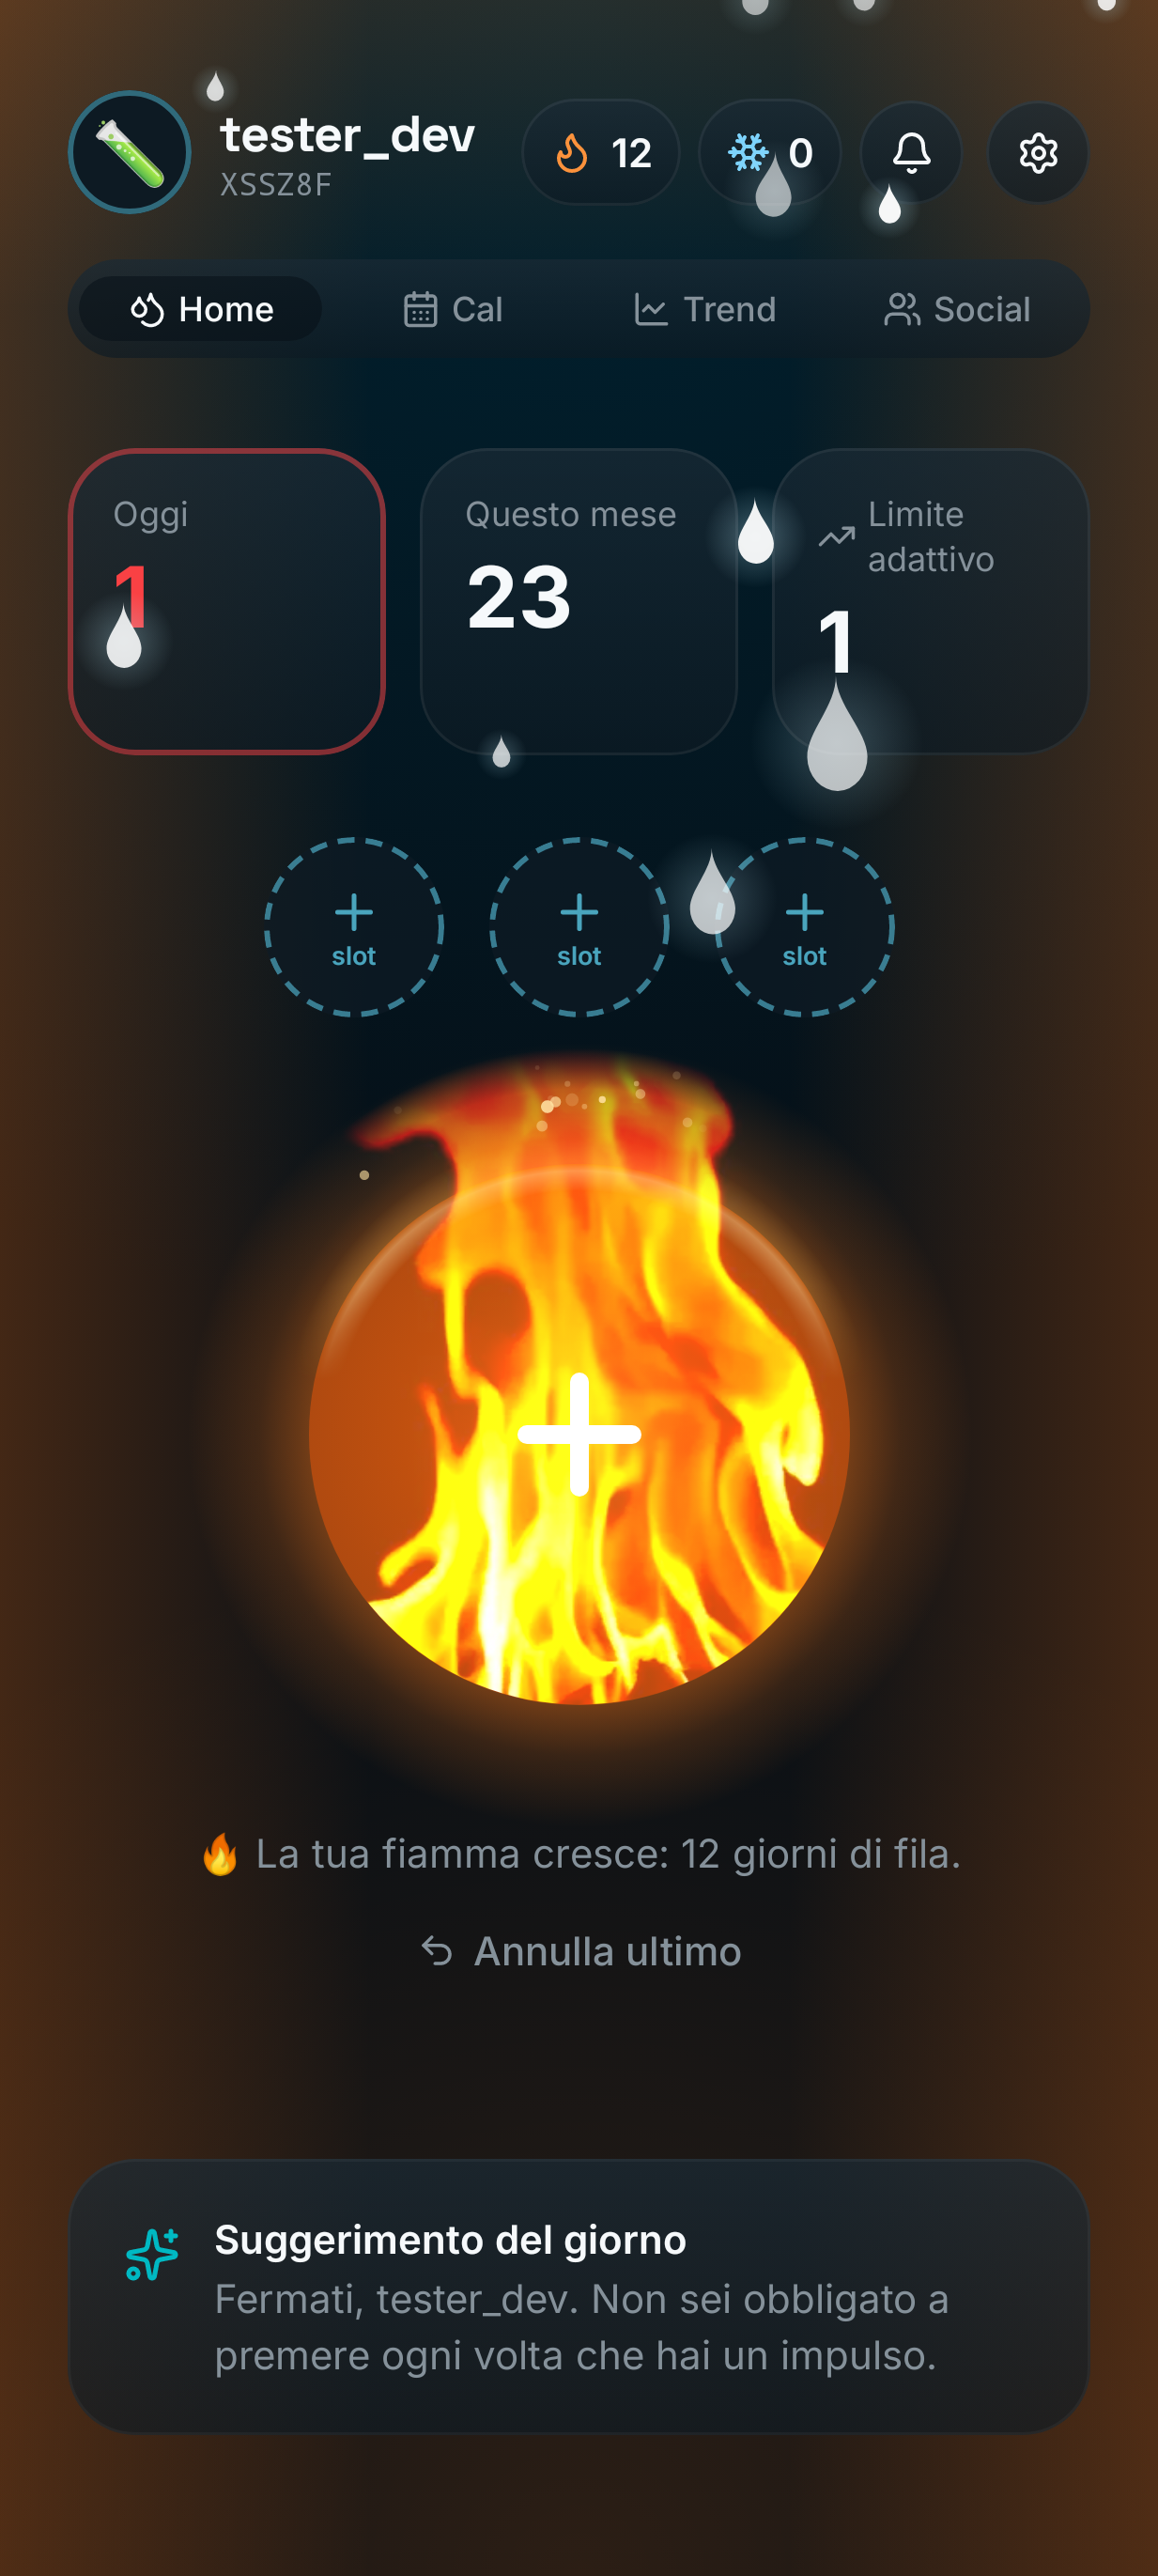 tester_dev
XSSZ8F
12
0
Home
Cal
Trend
Social
Oggi
1
Questo mese
23
Limite
adattivo
1
slot
slot
slot
🔥 La tua fiamma cresce: 12 giorni di fila.
Annulla ultimo
Suggerimento del giorno
Fermati, tester_dev. Non sei obbligato a
premere ogni volta che hai un impulso.